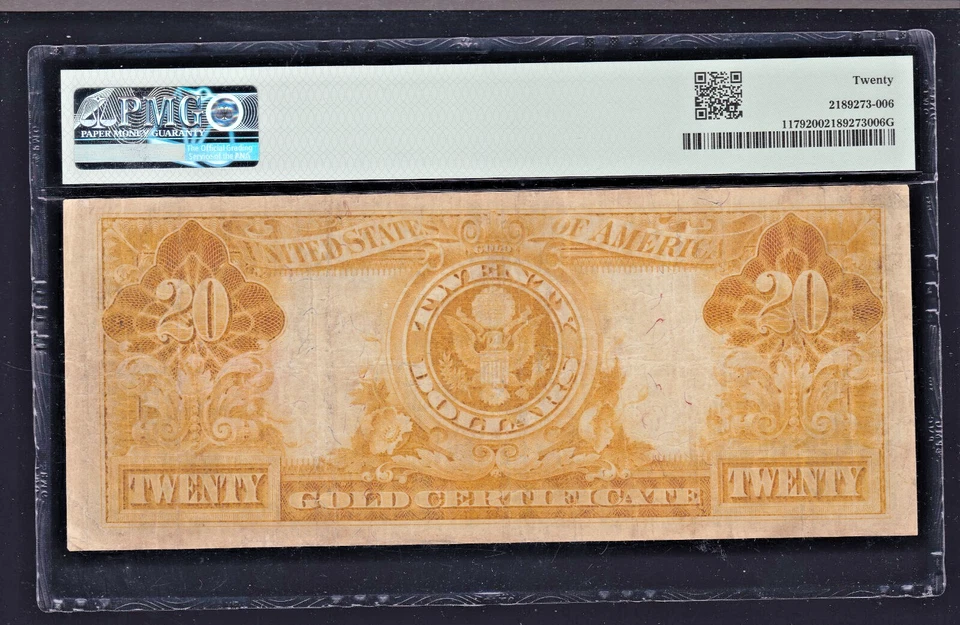 PMG
PAPER MONEY GUARANTY
The Official Grading
Service of the PNG
Twenty
2189273-006
11792002189273006G
UNITED STATES OF AMERICA
GOLD
20
20
TWENTY
DOLLARS
TWENTY
GOLD CERTIFICATE
TWENTY